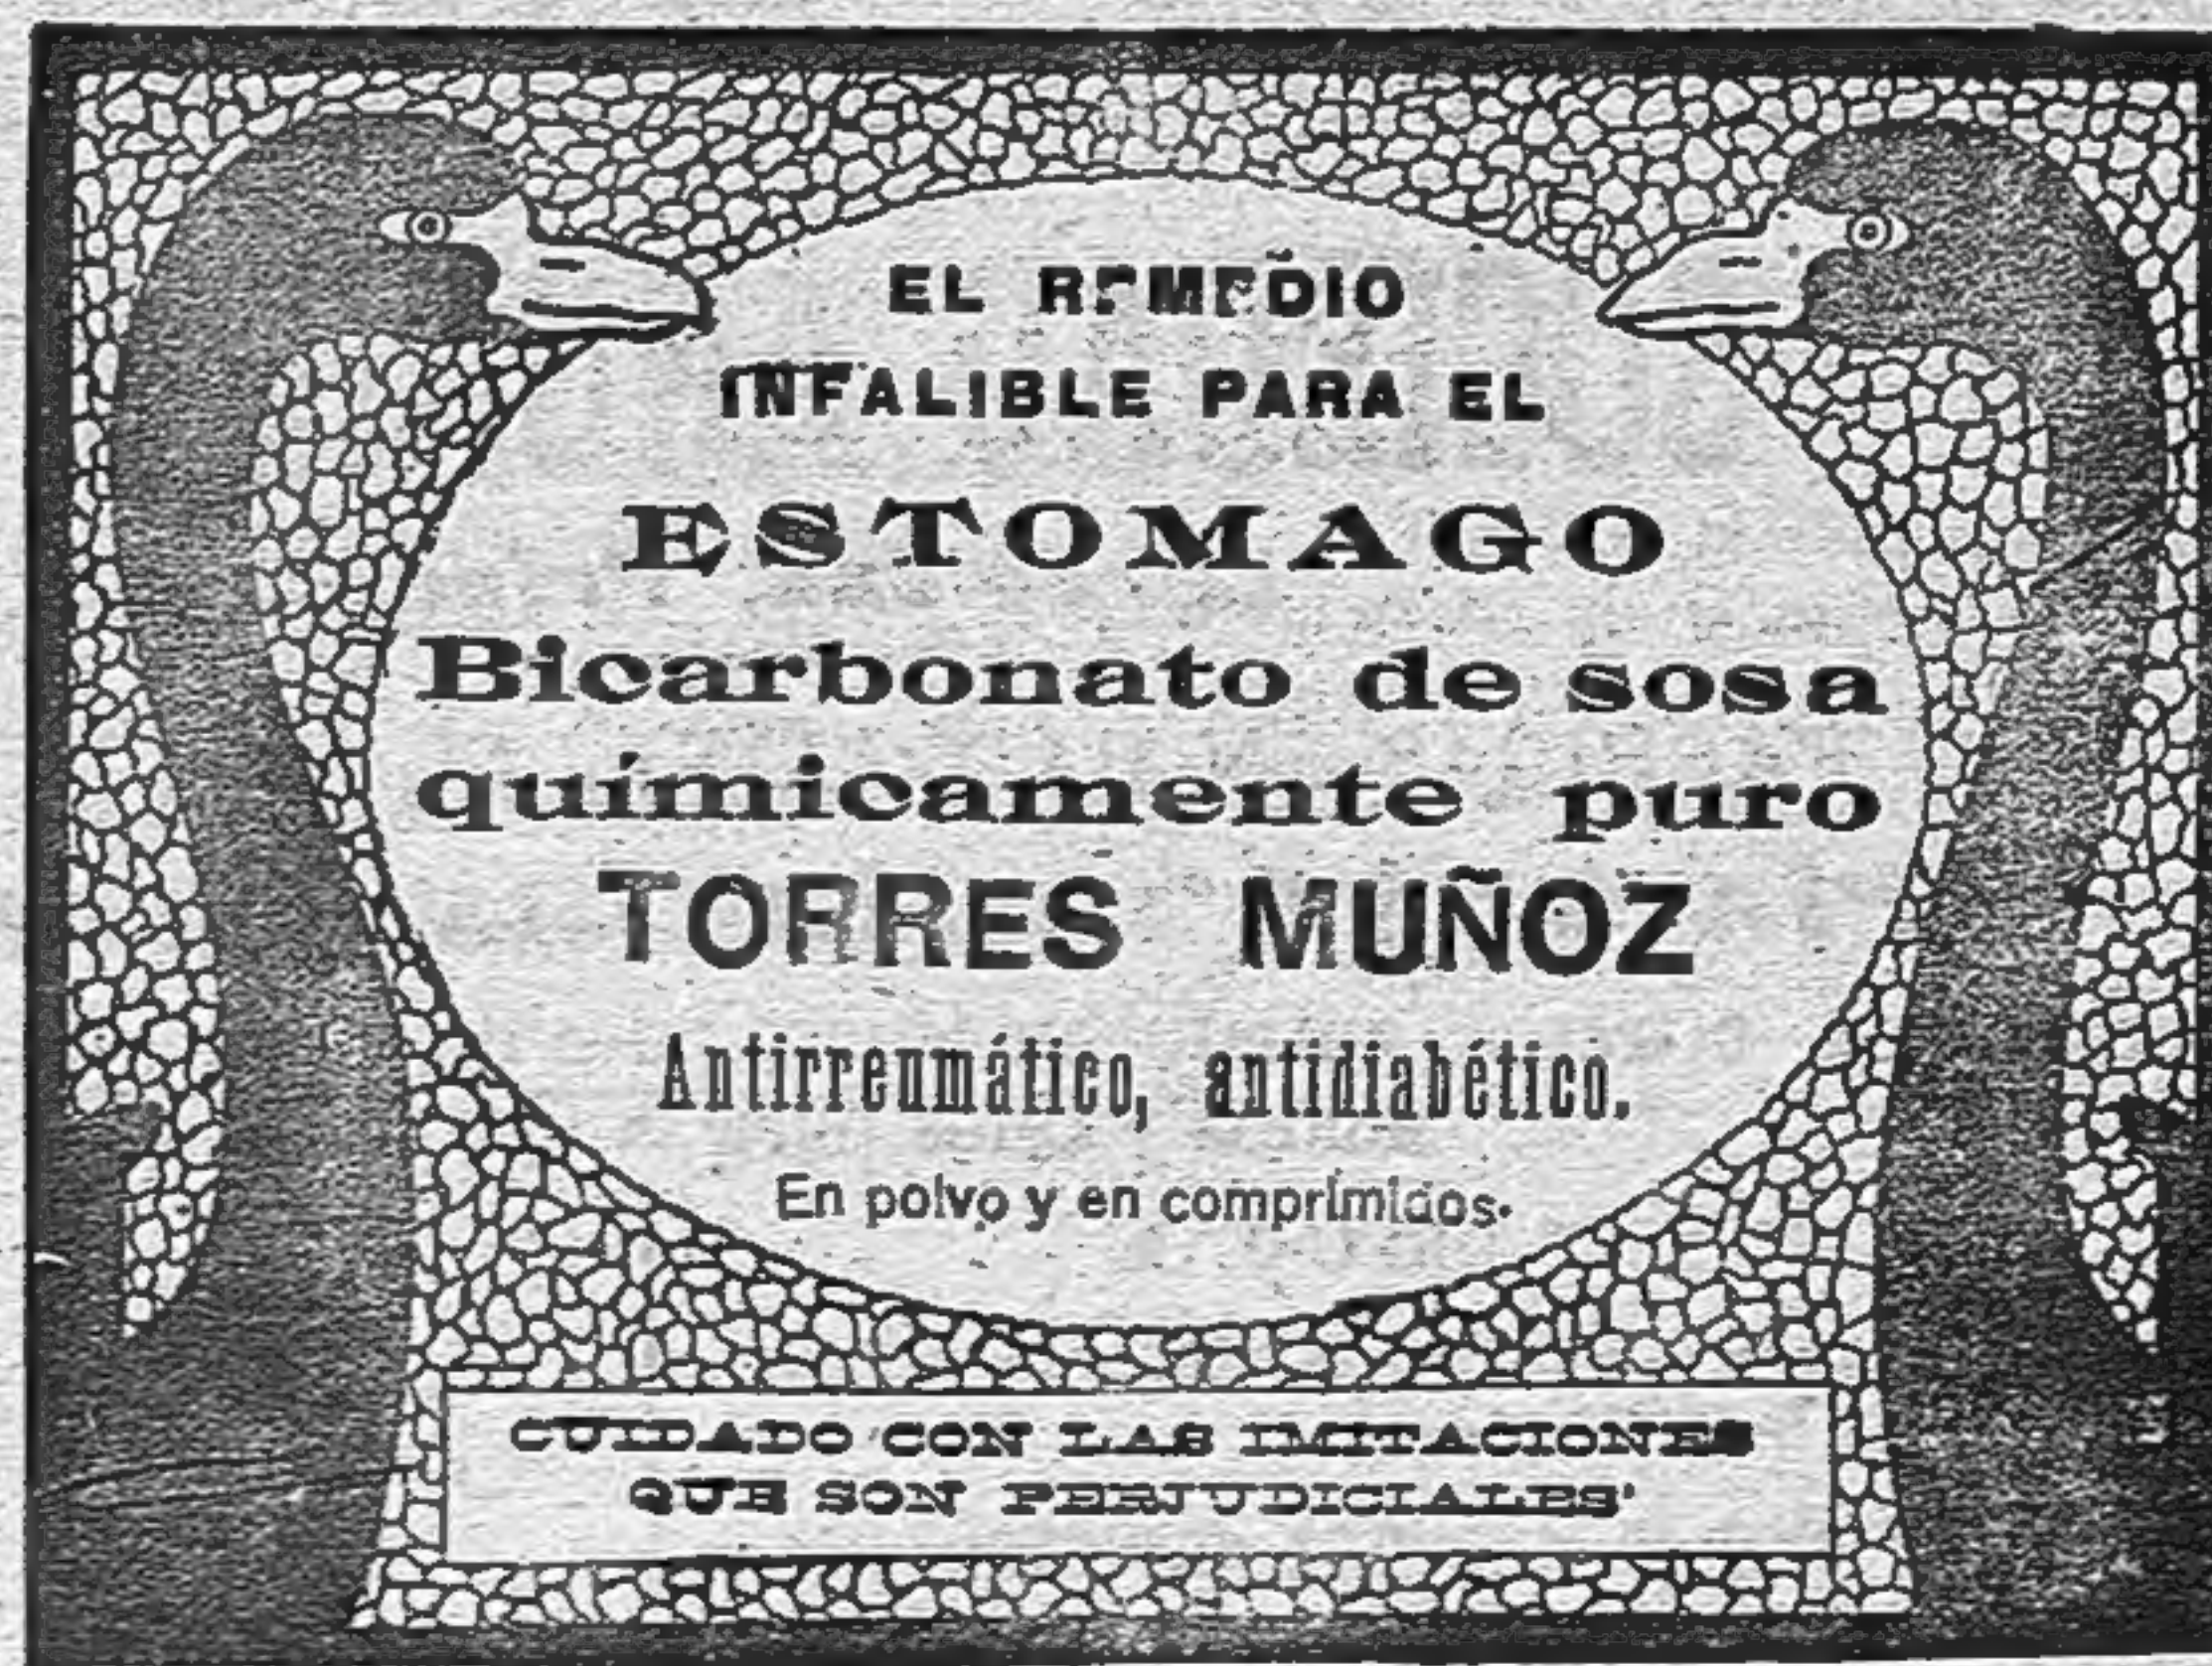 EL REMEDIO
INFALIBLE PARA EL
ESTOMAGO
Bicarbonato de sosa
químicamente puro
TORRES MUÑOZ
Antirreumático, antidiabético.
En polvo y en comprimidos.
CUIDADO CON LAS IMITACIONES
QUE SON PERJUDICIALES